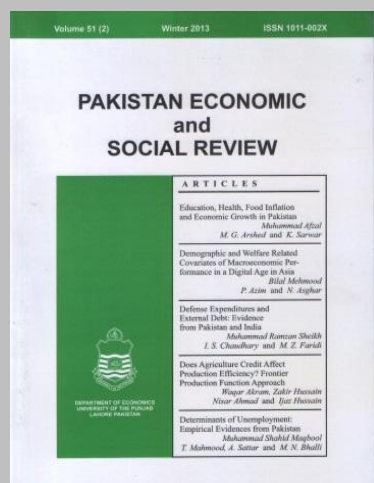 Volume 51 (2) Winter 2013 ISSN 1011-002X
PAKISTAN ECONOMIC
and
SOCIAL REVIEW
ARTICLES
Education, Health, Food Inflation
and Economic Growth in Pakistan
Muhammad Afzal
M. G. Arshed and K. Sarwar
Demographic and Welfare Related
Covariates of Macroeconomic Per-
formance in a Digital Age in Asia
Bilal Mehmood
P. Azim and N. Asghar
Defense Expenditures and
External Debt: Evidence
from Pakistan and India
Muhammad Ramzan Sheikh
I. S. Chaudhary and M. Z. Faridi
Does Agriculture Credit Affect
Production Efficiency? Frontier
Production Function Approach
Waqar Akram, Zakir Hussain
Nisar Ahmad and Ijaz Hussain
Determinants of Unemployment:
Empirical Evidences from Pakistan
Muhammad Shahid Maqbool
T. Mahmood, A. Sattar and M. N. Bhalli
DEPARTMENT OF ECONOMICS
UNIVERSITY OF THE PUNJAB
LAHORE PAKISTAN